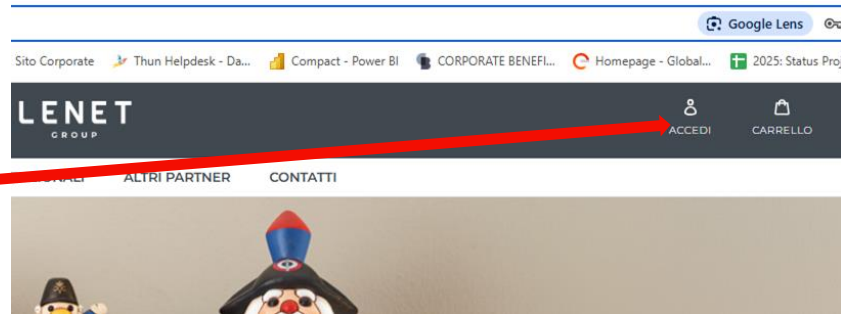 Google Lens
Sito Corporate Thun Helpdesk - Da... Compact - Power BI CORPORATE BENEFI... Homepage - Global... 2025: Status Pro
LENET
GROUP
ACCEDI CARRELLO
ALTRI PARTNER CONTATTI